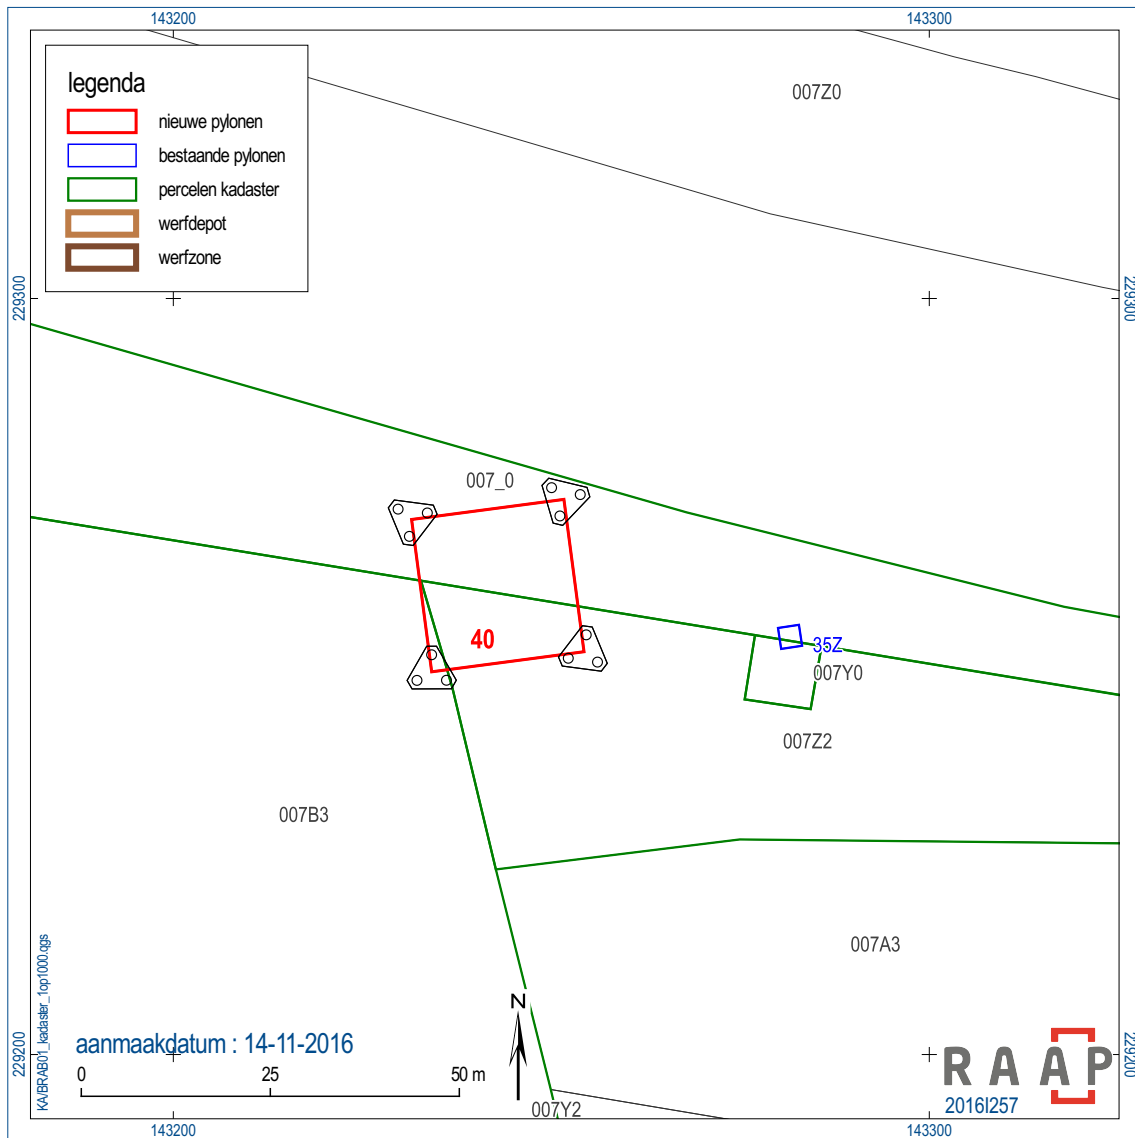 143200
143300
legenda
nieuwe pylonen
bestaande pylonen
percelen kadaster
werfdepot
werfzone
007Z0
229300
229300
007_0
40
35Z
007Y0
007Z2
007B3
007A3
KA/BRAB01_kadaster_1op1000.qgs
N
aanmaakdatum : 14-11-2016
0 25 50 m
229200
229200
RAAP
2016I257
007Y2
143200
143300